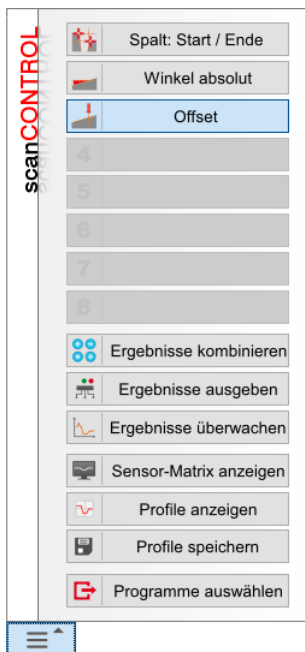 scanCONTROL
Spalt: Start / Ende
Winkel absolut
Offset
4
5
6
7
8
Ergebnisse kombinieren
Ergebnisse ausgeben
Ergebnisse überwachen
Sensor-Matrix anzeigen
Profile anzeigen
Profile speichern
Programme auswählen